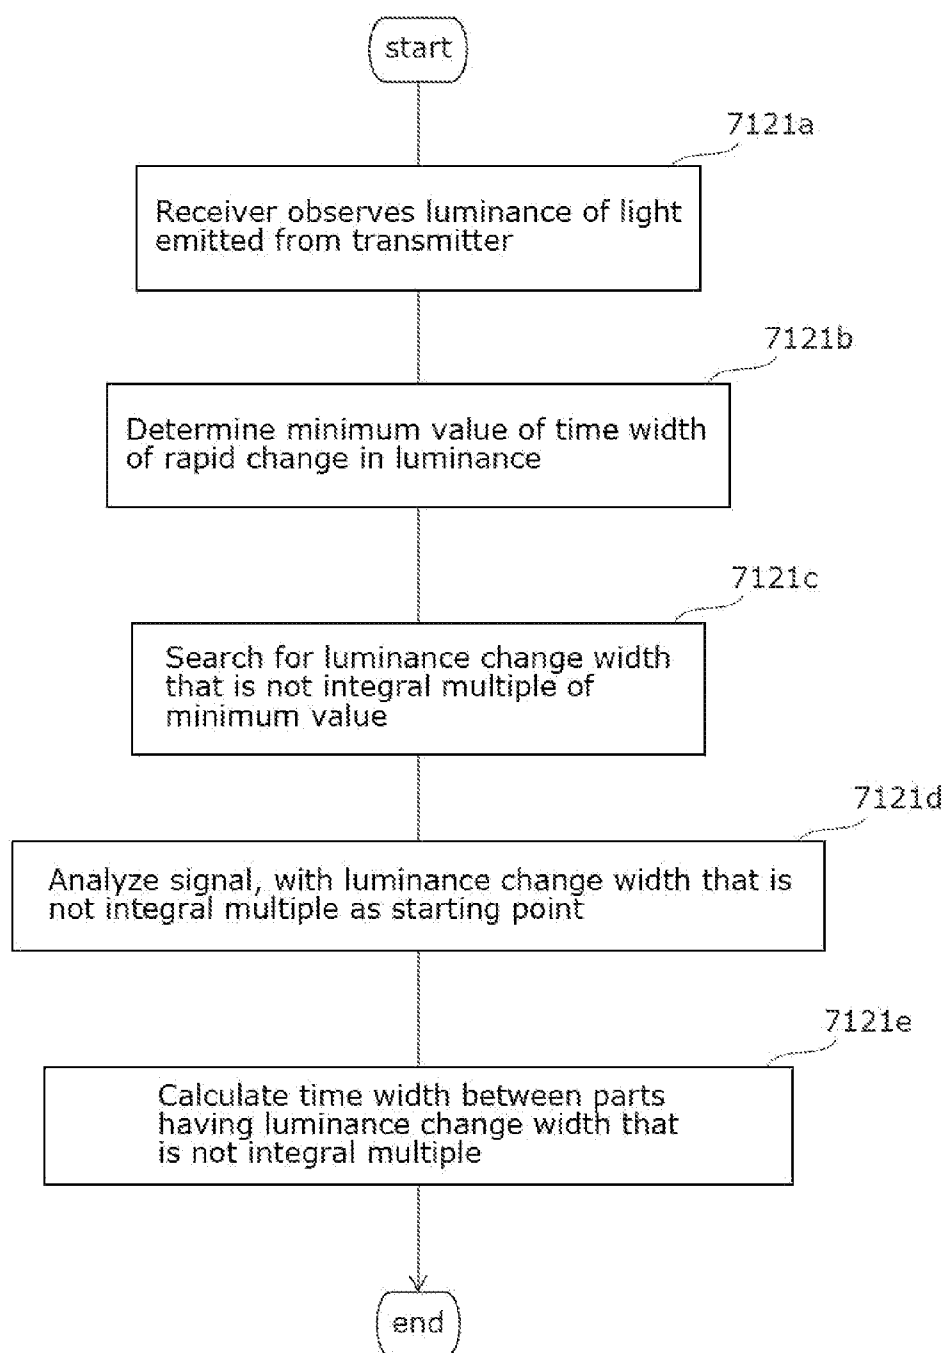 start
7121a
Receiver observes luminance of light
emitted from transmitter
7121b
Determine minimum value of time width
of rapid change in luminance
7121c
Search for luminance change width
that is not integral multiple of
minimum value
7121d
Analyze signal, with luminance change width that is
not integral multiple as starting point
7121e
Calculate time width between parts
having luminance change width that
is not integral multiple
end